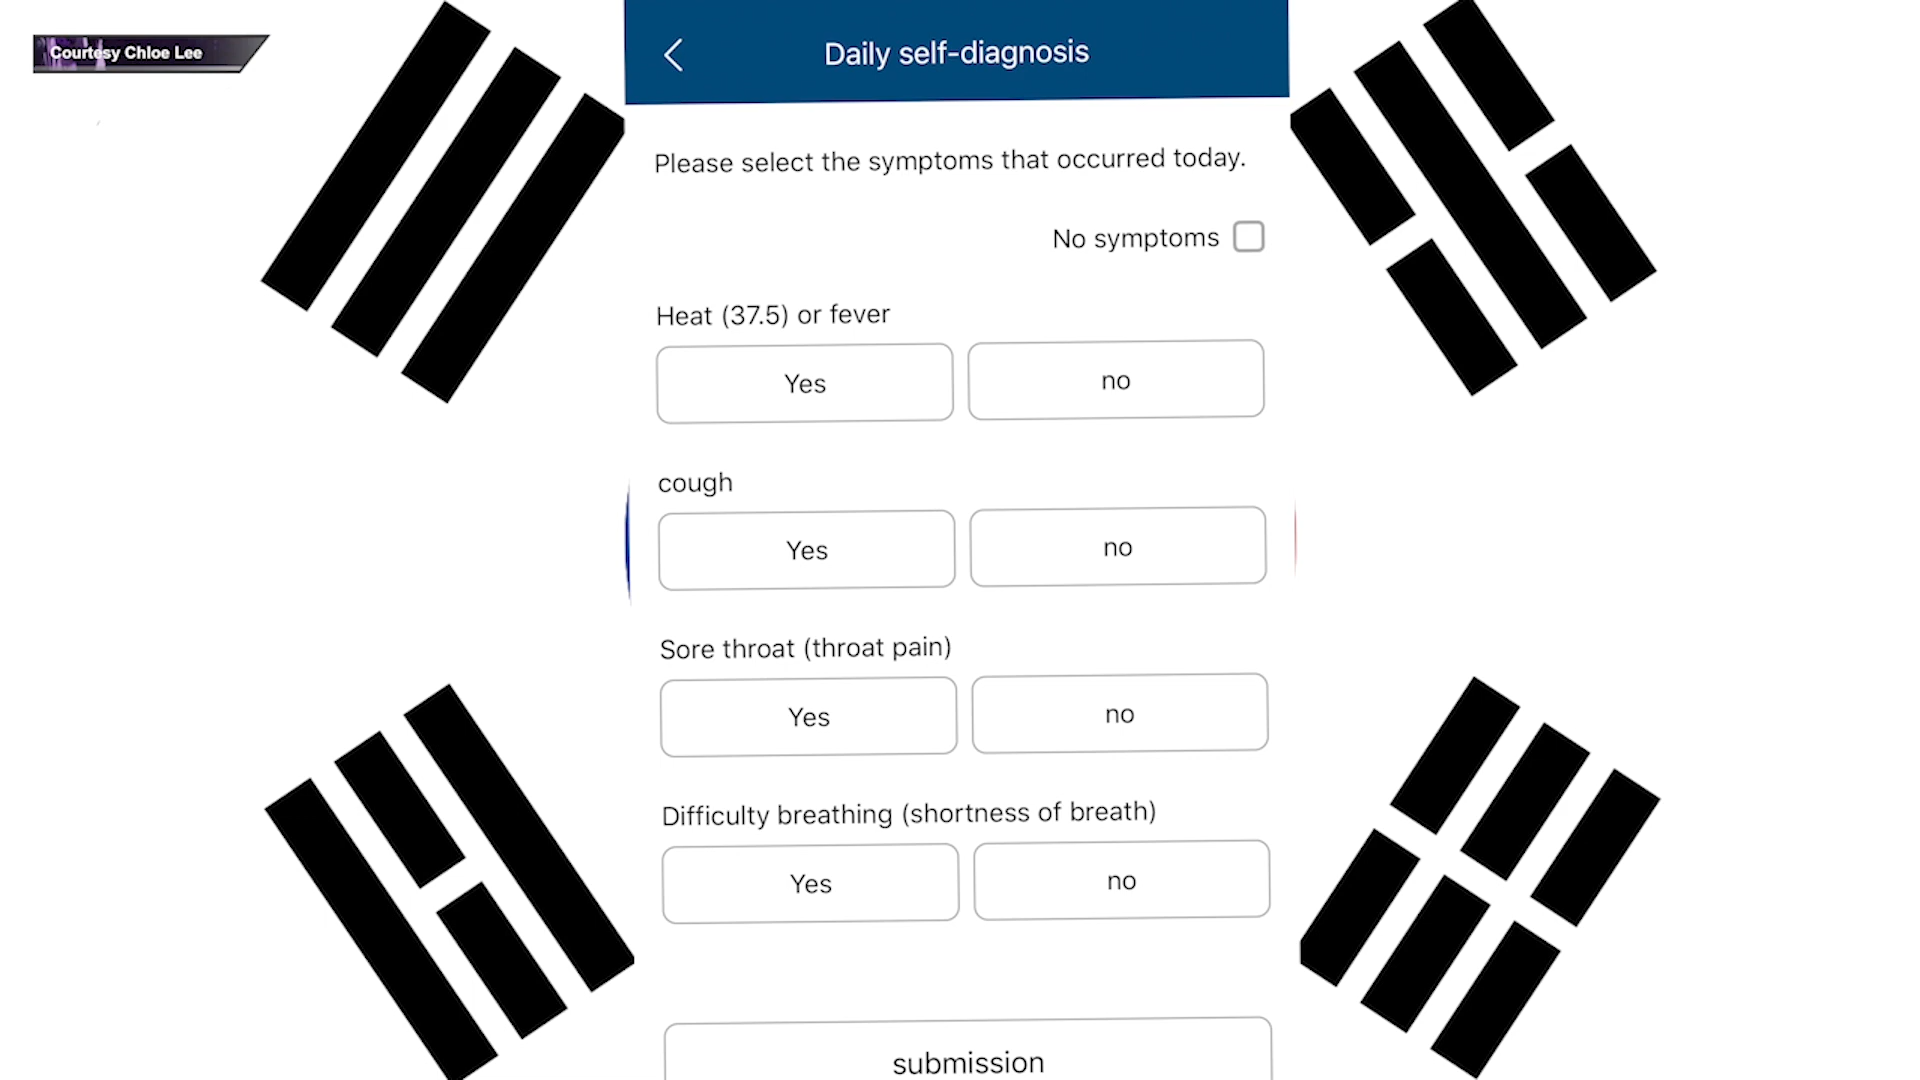 Courtesy Chloe Lee
Daily self-diagnosis
Please select the symptoms that occurred today.
No symptoms
Heat (37.5) or fever
Yes no
cough
Yes no
Sore throat (throat pain)
Yes no
Difficulty breathing (shortness of breath)
Yes no
submission